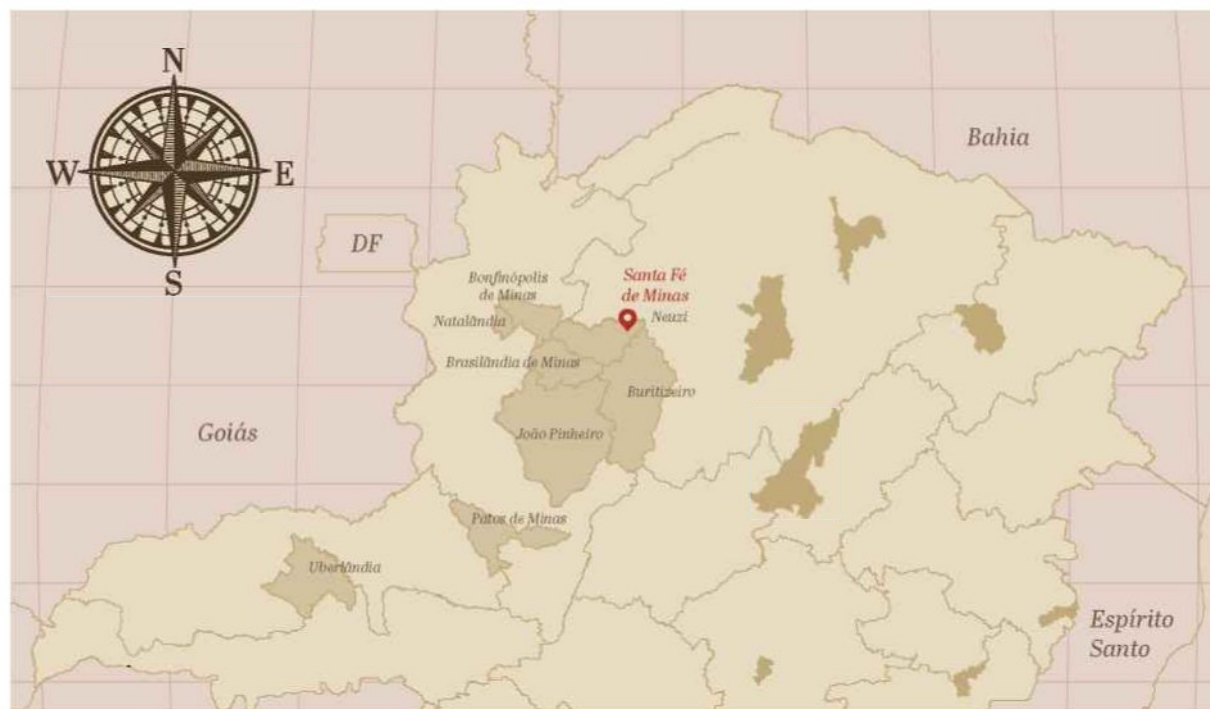 N
W
E
S
Bahia
DF
Bonfinópolis
de Minas
Santa Fé
de Minas
Natalândia
Neuzi
Brasilândia de Minas
Buritizeiro
Goiás
João Pinheiro
Patos de Minas
Uberlândia
Espírito
Santo